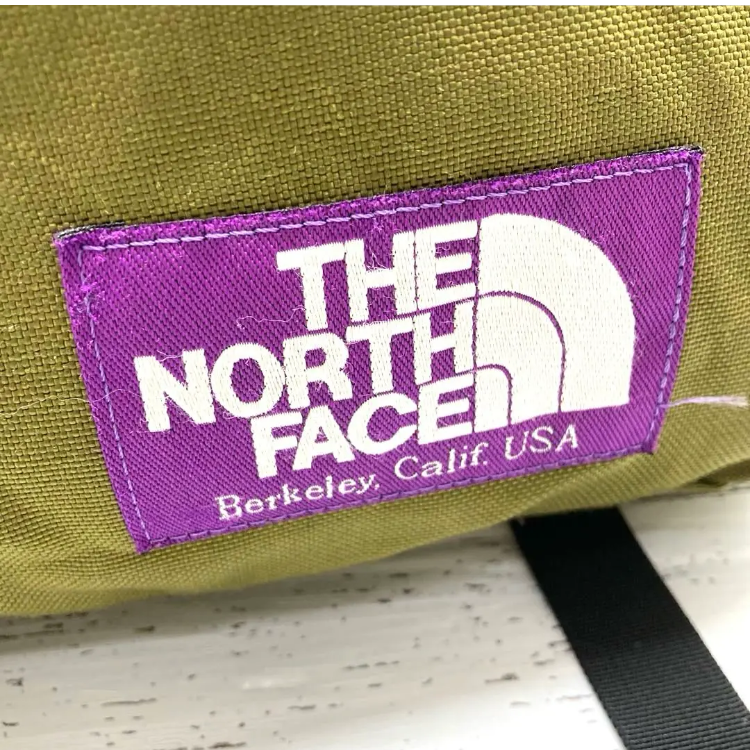 THE
NORTH
FACE
Berkeley, Calif. USA